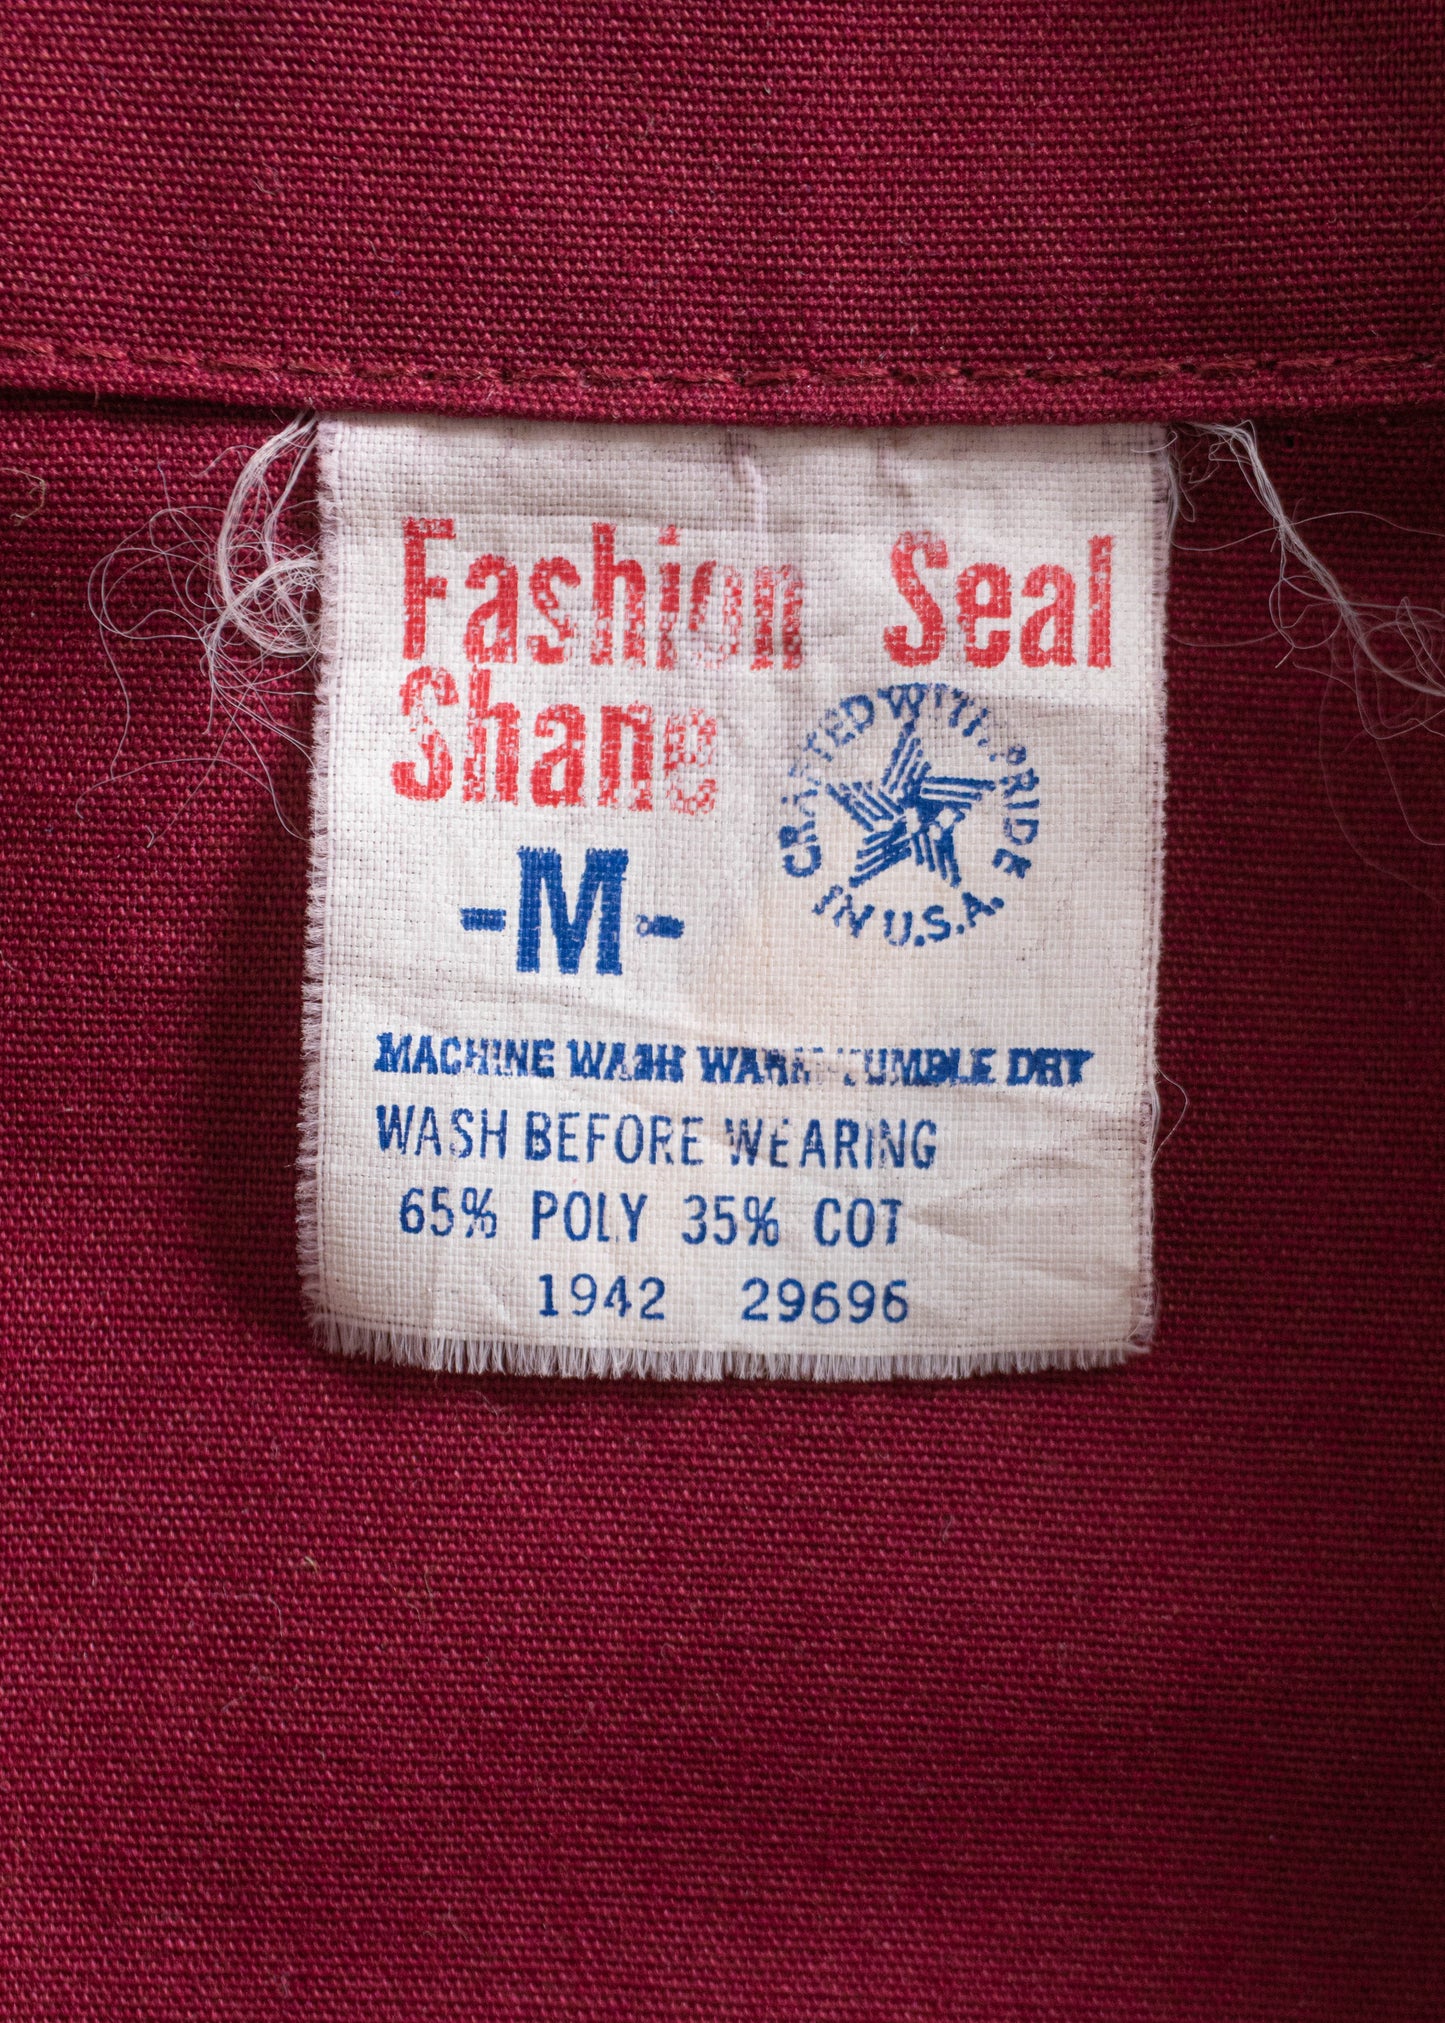 Fashion Seal
Shane
CRAFTED WITH PRIDE
IN U.S.A.
-M-
MACHINE WASH WARM TUMBLE DRY
WASH BEFORE WEARING
65% POLY 35% COT
1942 29696